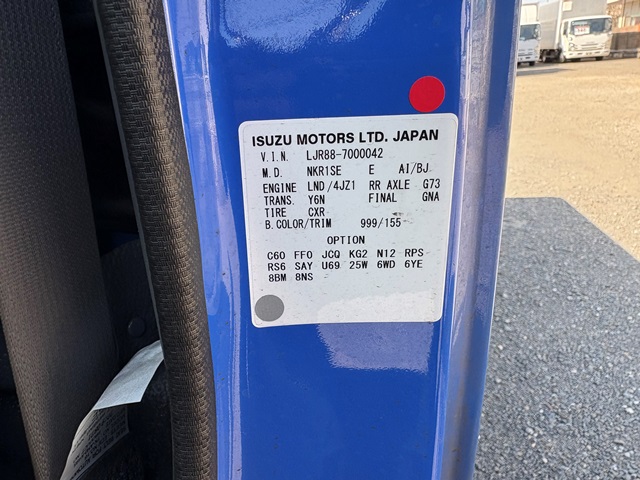 ISUZU MOTORS LTD. JAPAN
V.I.N. LJR88-7000042
M.D. NKR1SE E AI/BJ
ENGINE LND/4JZ1 RR AXLE G73
TRANS. Y6N FINAL GNA
TIRE CXR
B.COLOR/TRIM 999/155
OPTION
C60 FFO JCQ KG2 N12 RPS
RS6 SAY U69 25W 6WD 6YE
8BM 8NS